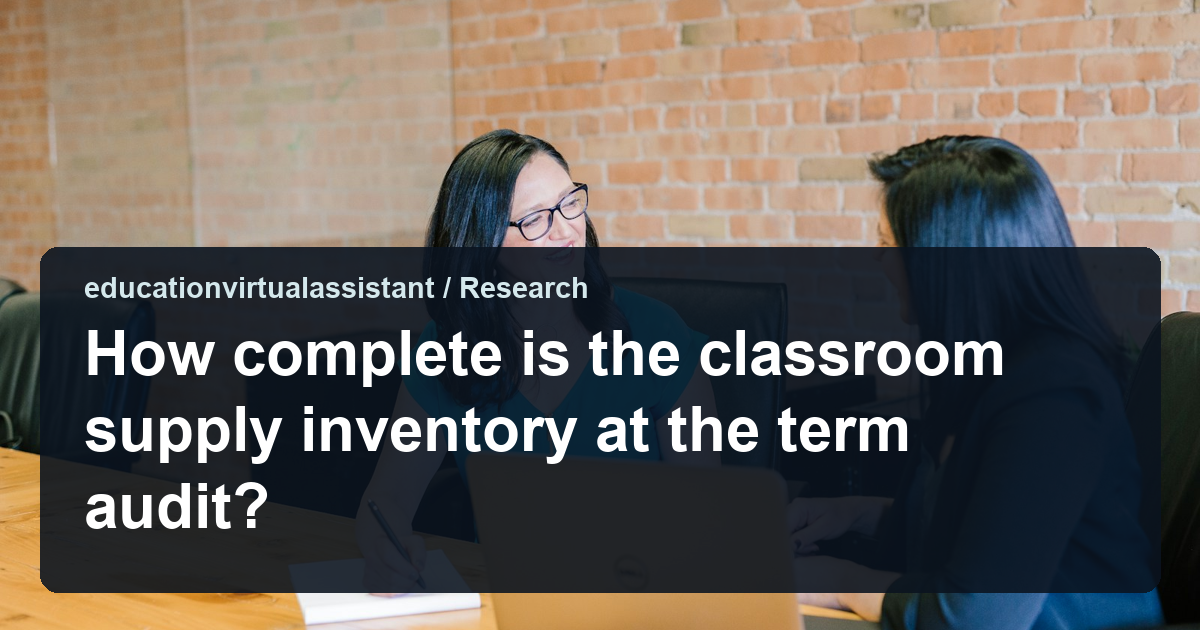 educationvirtualassistant / Research
How complete is the classroom
supply inventory at the term
audit?